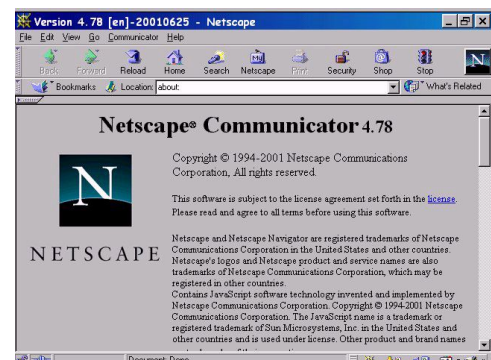 Version 4.78 [en]-20010625 - Netscape
File Edit View Go Communicator Help
Back Forward Reload Home Search Netscape Print Security Shop Stop
Bookmarks Location: about: What's Related
Netscape® Communicator 4.78
Copyright © 1994-2001 Netscape Communications
Corporation, All rights reserved.
This software is subject to the license agreement set forth in the license.
Please read and agree to all terms before using this software.
N
NETSCAPE
Netscape and Netscape Navigator are registered trademarks of Netscape
Communications Corporation in the United States and other countries.
Netscape's logos and Netscape product and service names are also
trademarks of Netscape Communications Corporation, which may be
registered in other countries.
Contains JavaScript software technology invented and implemented by
Netscape Communications Corporation. Copyright © 1994-2001 Netscape
Communications Corporation. The JavaScript name is a trademark or
registered trademark of Sun Microsystems, Inc. in the United States and
other countries and is used under license. Other product and brand names
Document: Done